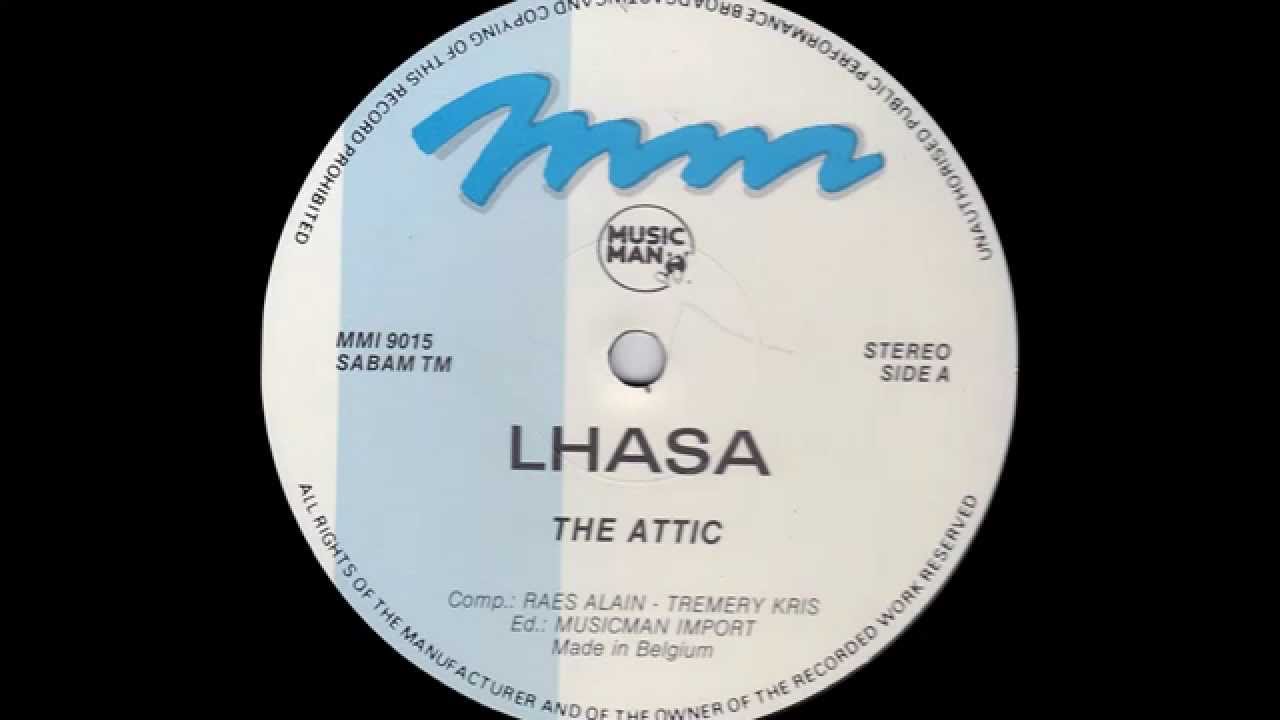 UNAUTHORISED PUBLIC PERFORMANCE BROADCASTING AND COPYING OF THIS RECORD PROHIBITED
mm
MUSIC
MAN
MMI 9015
SABAM TM
STEREO
SIDE A
LHASA
THE ATTIC
Comp.: RAES ALAIN - TREMERY KRIS
Ed.: MUSICMAN IMPORT
Made in Belgium
ALL RIGHTS OF THE MANUFACTURER AND OF THE OWNER OF THE RECORDED WORK RESERVED